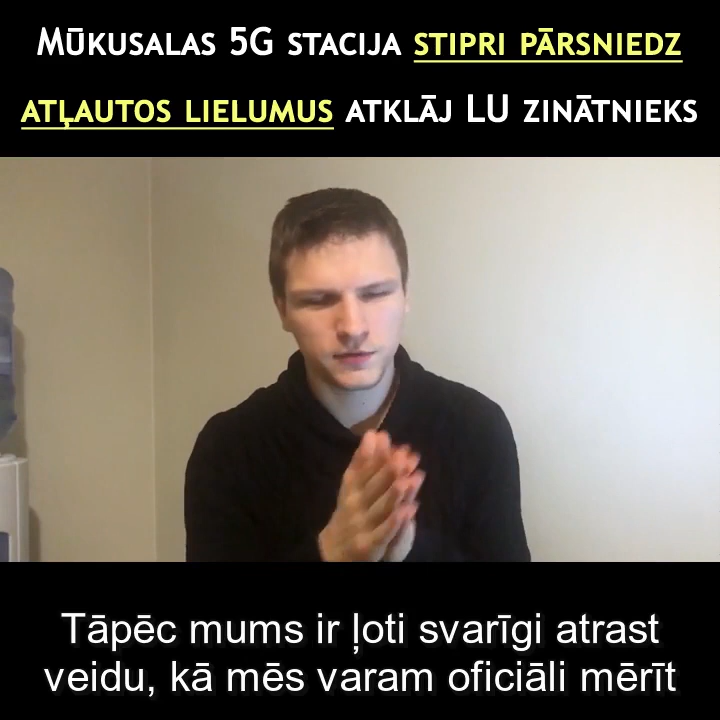 Mūkusalas 5G stacija stipri pārsniedz
atļautos lielumus atklāj LU zinātnieks
Tāpēc mums ir ļoti svarīgi atrast
veidu, kā mēs varam oficiāli mērīt